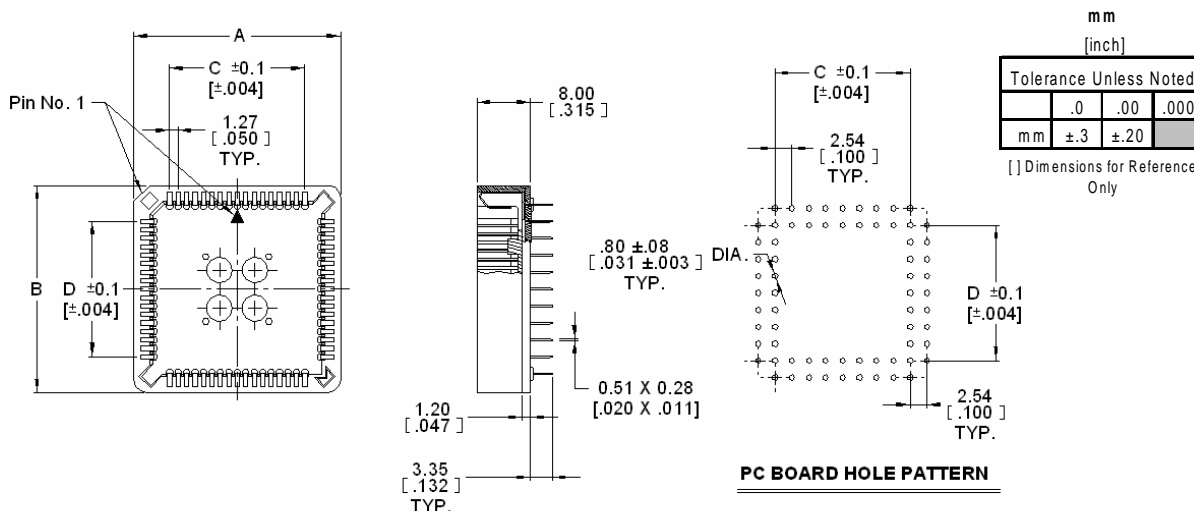 A
C ±0.1
[±.004]
Pin No. 1
1.27
[ .050 ]
TYP.
B
D ±0.1
[±.004]
8.00
[ .315 ]
.80 ±.08
[ .031 ±.003 ] DIA.
TYP.
0.51 X 0.28
[.020 X .011]
1.20
[ .047 ]
3.35
[ .132 ]
TYP.
C ±0.1
[±.004]
2.54
[ .100 ]
TYP.
D ±0.1
[±.004]
2.54
[ .100 ]
TYP.
PC BOARD HOLE PATTERN
mm
[inch]
Tolerance Unless Noted
.0 .00 .000
mm ±.3 ±.20
[ ] Dimensions for Reference
Only